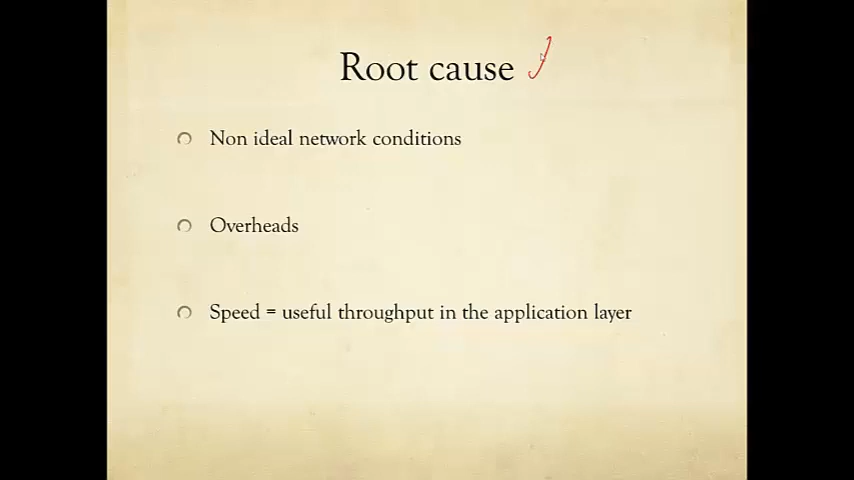 Root cause
Non ideal network conditions
Overheads
Speed = useful throughput in the application layer